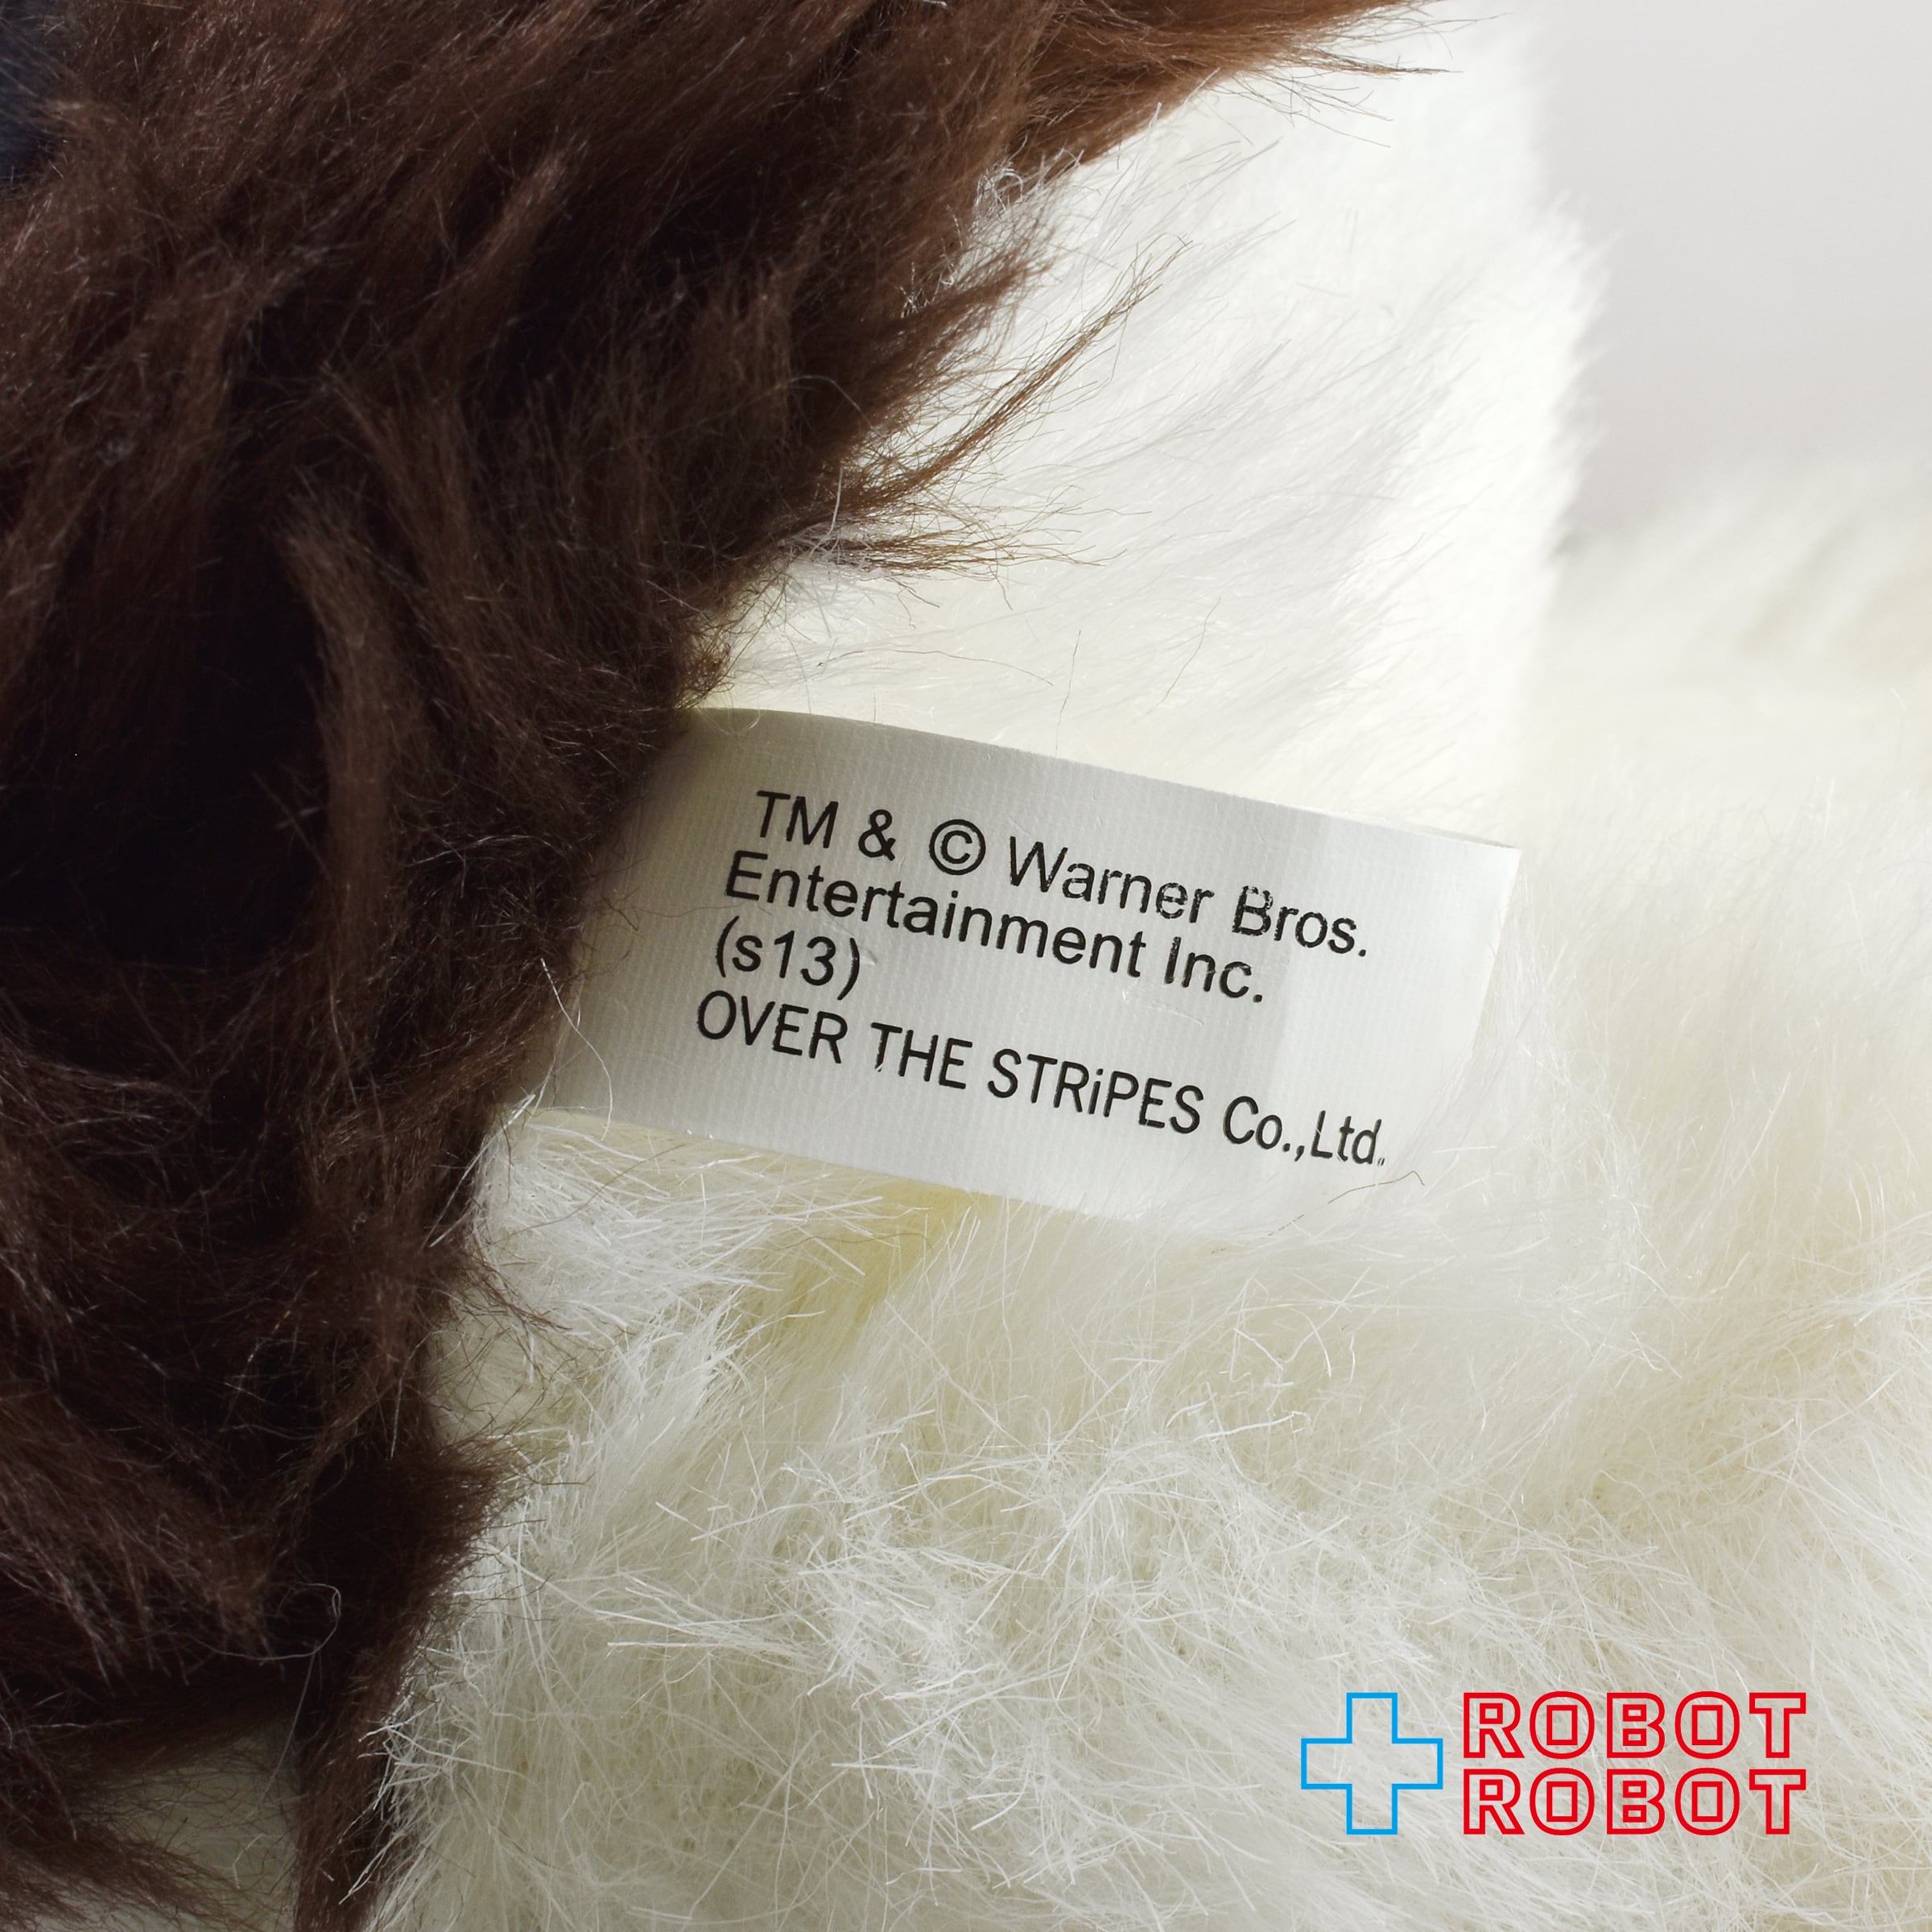 TM & © Warner Bros.
Entertainment Inc.
(s13)
OVER THE STRiPES Co.,Ltd.
ROBOT
ROBOT